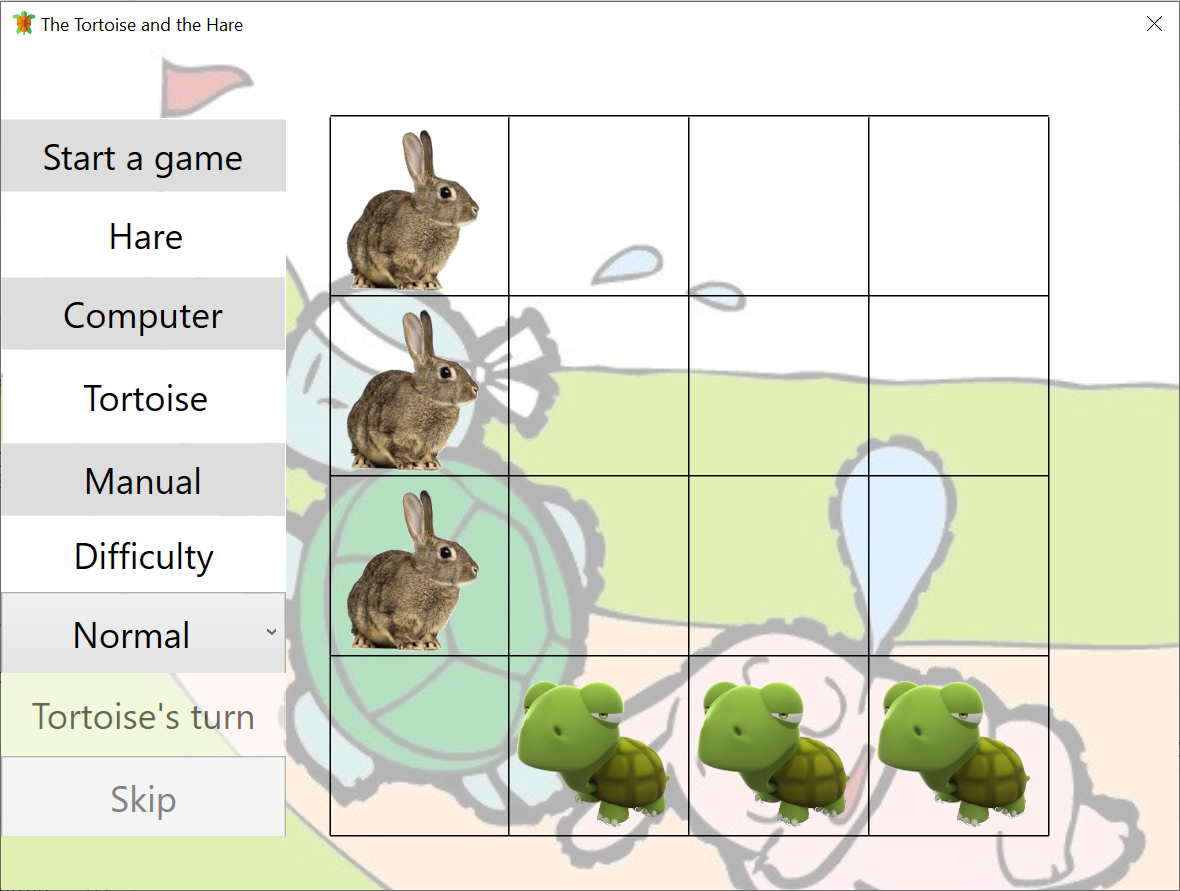 The Tortoise and the Hare
Start a game
Hare
Computer
Tortoise
Manual
Difficulty
Normal
Tortoise's turn
Skip